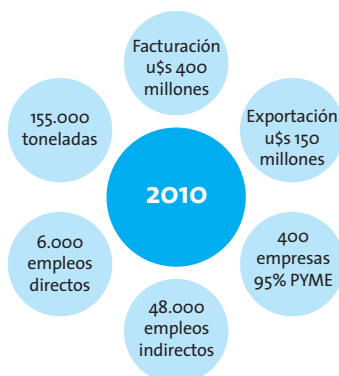 Facturación
u$s 400
millones
155.000
toneladas
Exportación
u$s 150
millones
2010
6.000
empleos
directos
400
empresas
95% PYME
48.000
empleos
indirectos